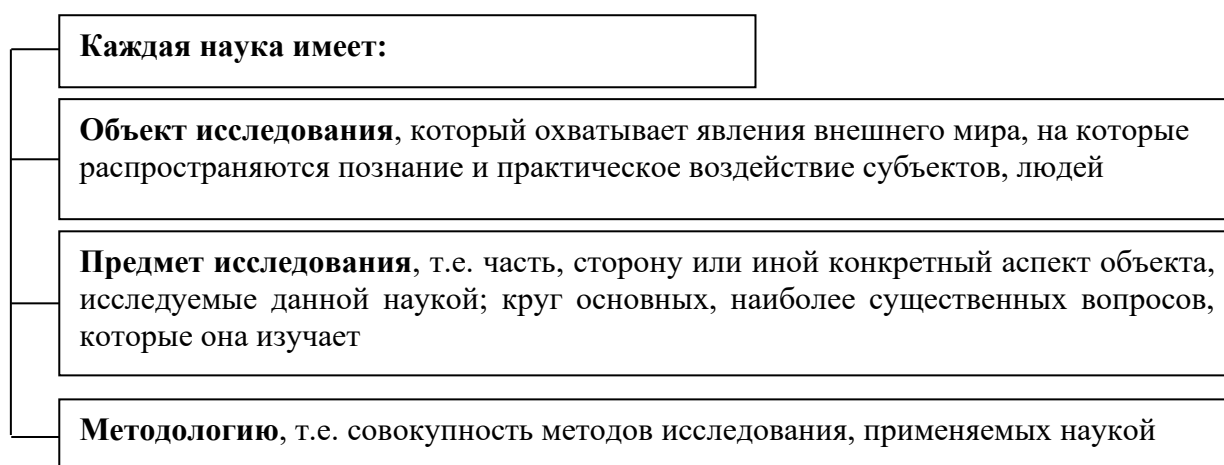 Каждая наука имеет:
Объект исследования, который охватывает явления внешнего мира, на которые
распространяются познание и практическое воздействие субъектов, людей
Предмет исследования, т.е. часть, сторону или иной конкретный аспект объекта,
исследуемые данной наукой; круг основных, наиболее существенных вопросов,
которые она изучает
Методологию, т.е. совокупность методов исследования, применяемых наукой